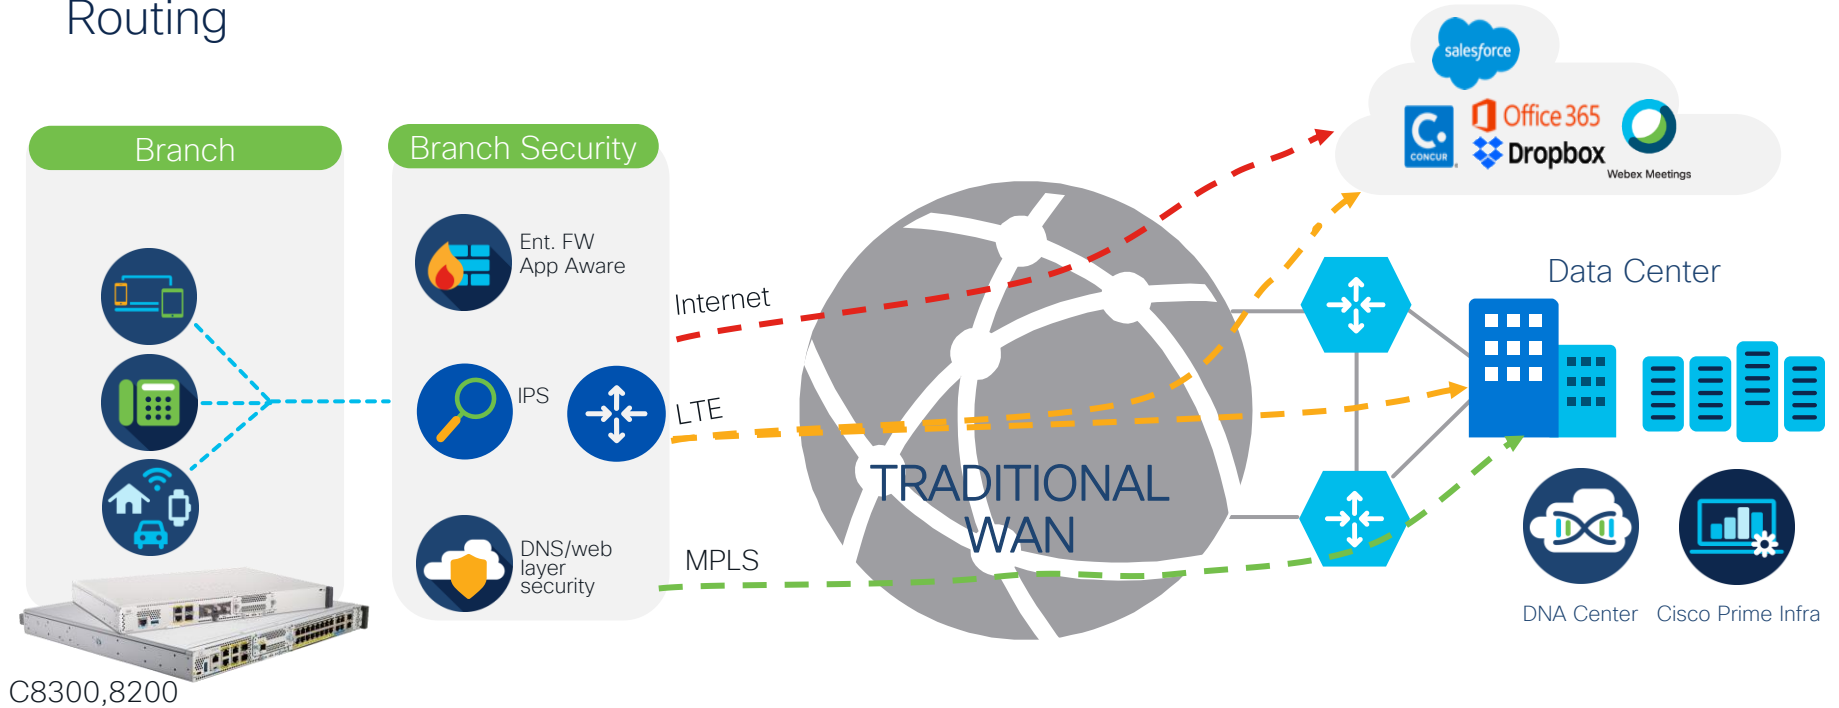 Routing
Branch
Branch Security
Ent. FW
App Aware
IPS
DNS/web
layer
security
C8300,8200
Internet
LTE
MPLS
TRADITIONAL
WAN
salesforce
C.
CONCUR
Office 365
Dropbox
Webex Meetings
Data Center
DNA Center
Cisco Prime Infra